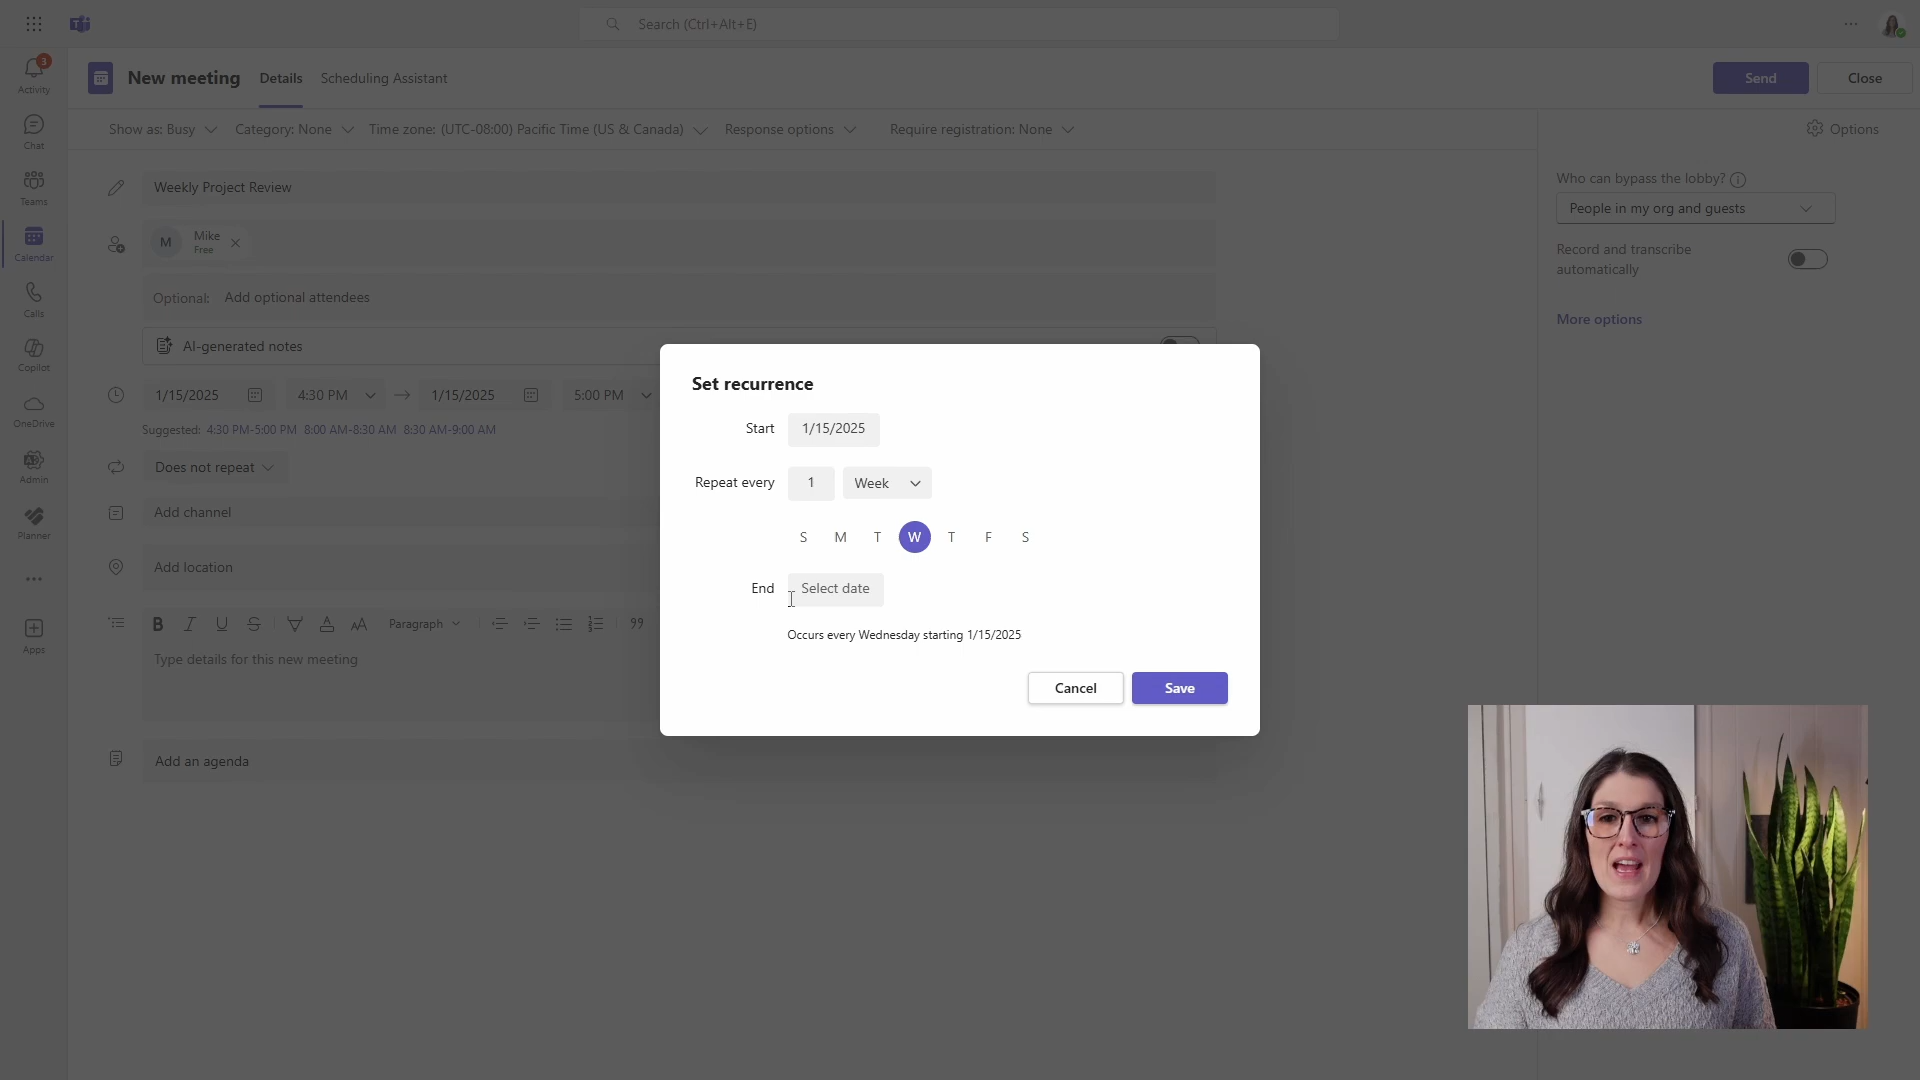 Search (Ctrl+Alt+E)
3
Activity
Chat
Teams
Calendar
Calls
Copilot
OneDrive
Admin
Planner
Apps
New meeting
Details
Scheduling Assistant
Send
Close
Show as: Busy
Category: None
Time zone: (UTC-08:00) Pacific Time (US & Canada)
Response options
Require registration: None
Options
Weekly Project Review
M
Mike
Free
Optional: Add optional attendees
AI-generated notes
1/15/2025
4:30 PM
1/15/2025
5:00 PM
Suggested: 4:30 PM-5:00 PM 8:00 AM-8:30 AM 8:30 AM-9:00 AM
Does not repeat
Add channel
Add location
B I U S A AA Paragraph
Type details for this new meeting
Add an agenda
Set recurrence
Start 1/15/2025
Repeat every 1 Week
S M T W T F S
End Select date
Occurs every Wednesday starting 1/15/2025
Cancel
Save
Who can bypass the lobby?
People in my org and guests
Record and transcribe
automatically
More options